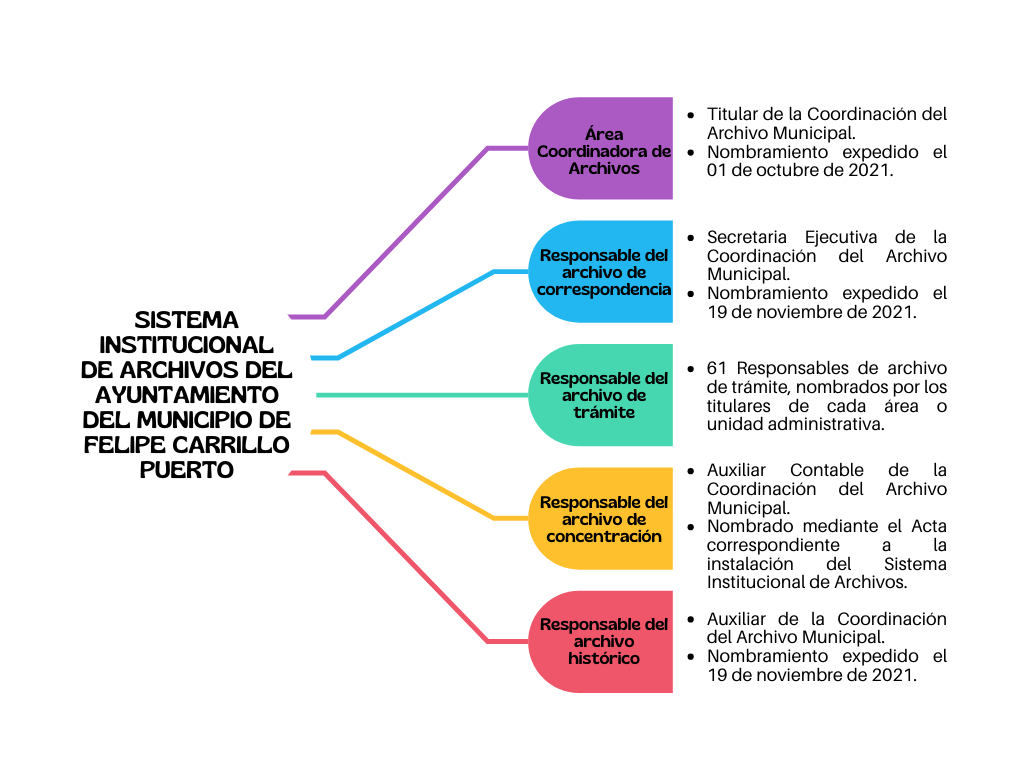 SISTEMA
INSTITUCIONAL
DE ARCHIVOS DEL
AYUNTAMIENTO
DEL MUNICIPIO DE
FELIPE CARRILLO
PUERTO
Área
Coordinadora de
Archivos
• Titular de la Coordinación del
Archivo Municipal.
• Nombramiento expedido el
01 de octubre de 2021.
Responsable del
archivo de
correspondencia
• Secretaria Ejecutiva de la
Coordinación del Archivo
Municipal.
• Nombramiento expedido el
19 de noviembre de 2021.
Responsable del
archivo de
trámite
• 61 Responsables de archivo
de trámite, nombrados por los
titulares de cada área o
unidad administrativa.
Responsable del
archivo de
concentración
• Auxiliar Contable de la
Coordinación del Archivo
Municipal.
• Nombrado mediante el Acta
correspondiente a la
instalación del Sistema
Institucional de Archivos.
Responsable del
archivo
histórico
• Auxiliar de la Coordinación
del Archivo Municipal.
• Nombramiento expedido el
19 de noviembre de 2021.